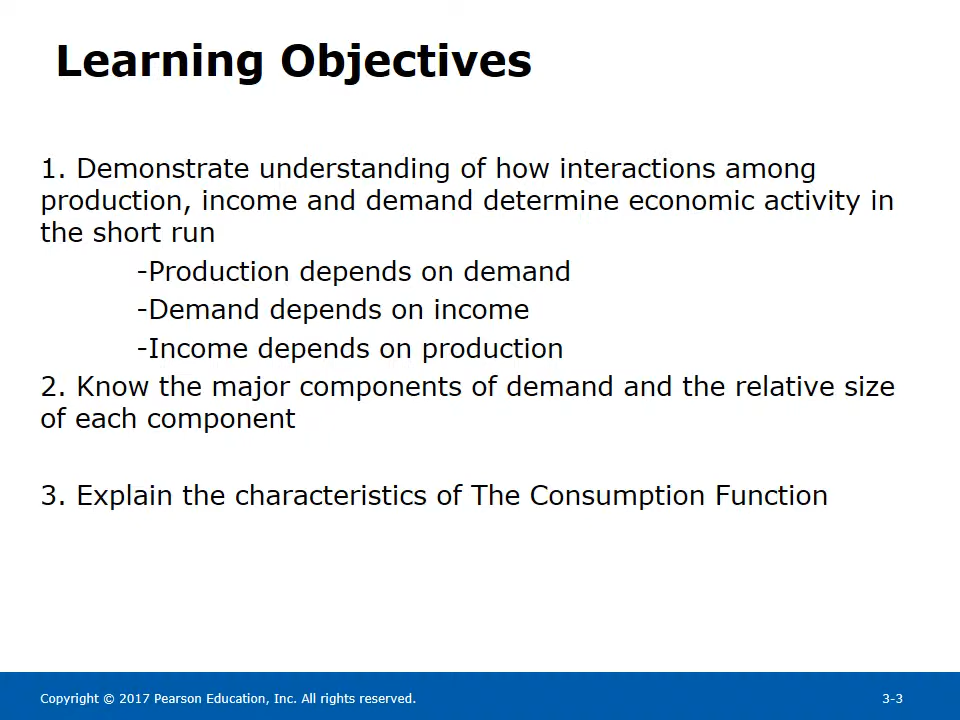 Learning Objectives
1. Demonstrate understanding of how interactions among
production, income and demand determine economic activity in
the short run
-Production depends on demand
-Demand depends on income
-Income depends on production
2. Know the major components of demand and the relative size
of each component
3. Explain the characteristics of The Consumption Function
Copyright © 2017 Pearson Education, Inc. All rights reserved.
3-3